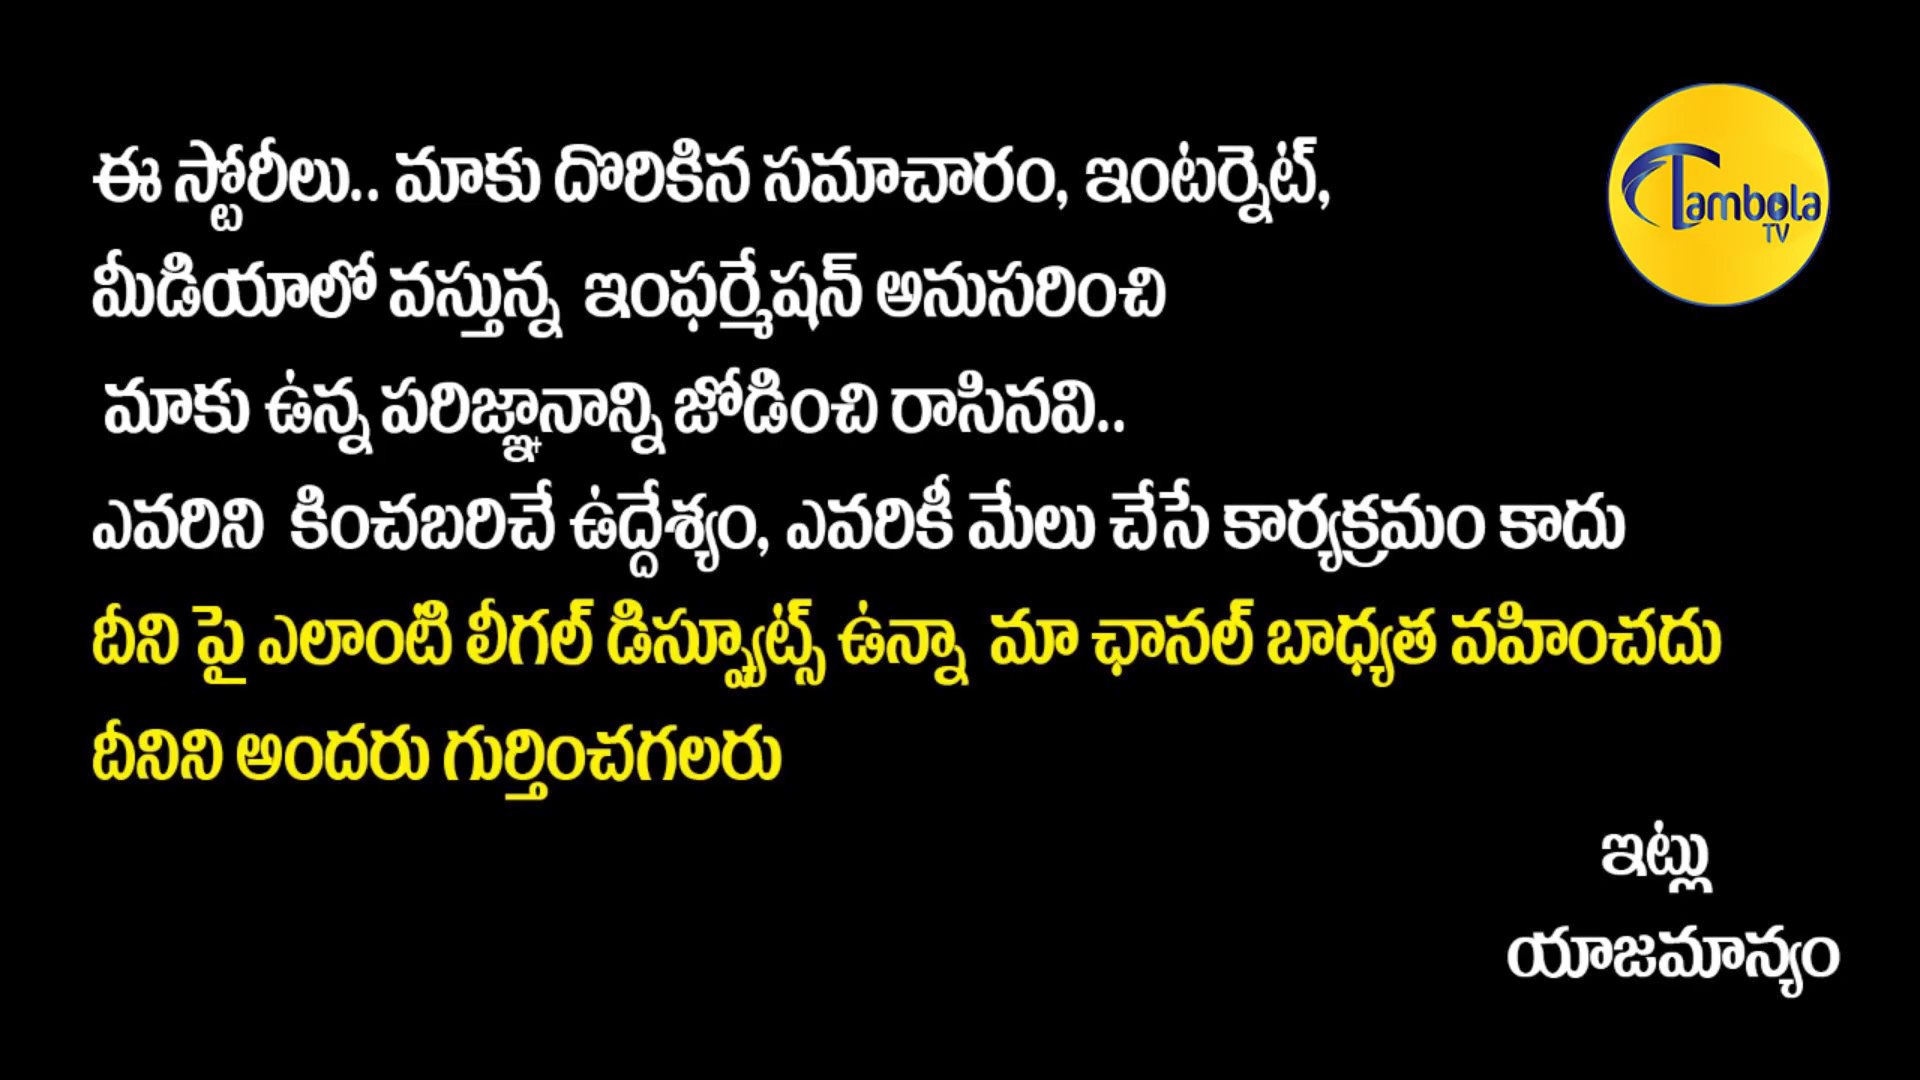 ఈ స్టోరీలు.. మాకు దొరికిన సమాచారం, ఇంటర్నెట్,
Tambola
TV
మీడియాలో వస్తున్న ఇంఫర్మేషన్ అనుసరించి
మాకు ఉన్న పరిజ్ఞానాన్ని జోడించి రాసినవి..
ఎవరిని కించబరిచే ఉద్దేశ్యం, ఎవరికీ మేలు చేసే కార్యక్రమం కాదు
దీని పై ఎలాంటి లీగల్ డిస్ప్యూట్స్ ఉన్నా మా ఛానల్ బాధ్యత వహించదు
దీనిని అందరు గుర్తించగలరు
ఇట్లు
యాజమాన్యం